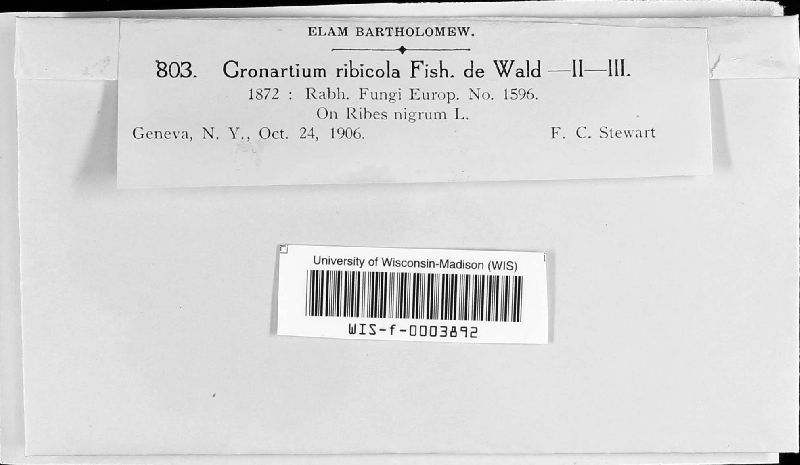 ELAM BARTHOLOMEW.
803. Cronartium ribicola Fish. de Wald —II—III.
1872 : Rabh. Fungi Europ. No. 1596.
On Ribes nigrum L.
Geneva, N. Y., Oct. 24, 1906. F. C. Stewart
University of Wisconsin-Madison (WIS)
WIS-f-0003892